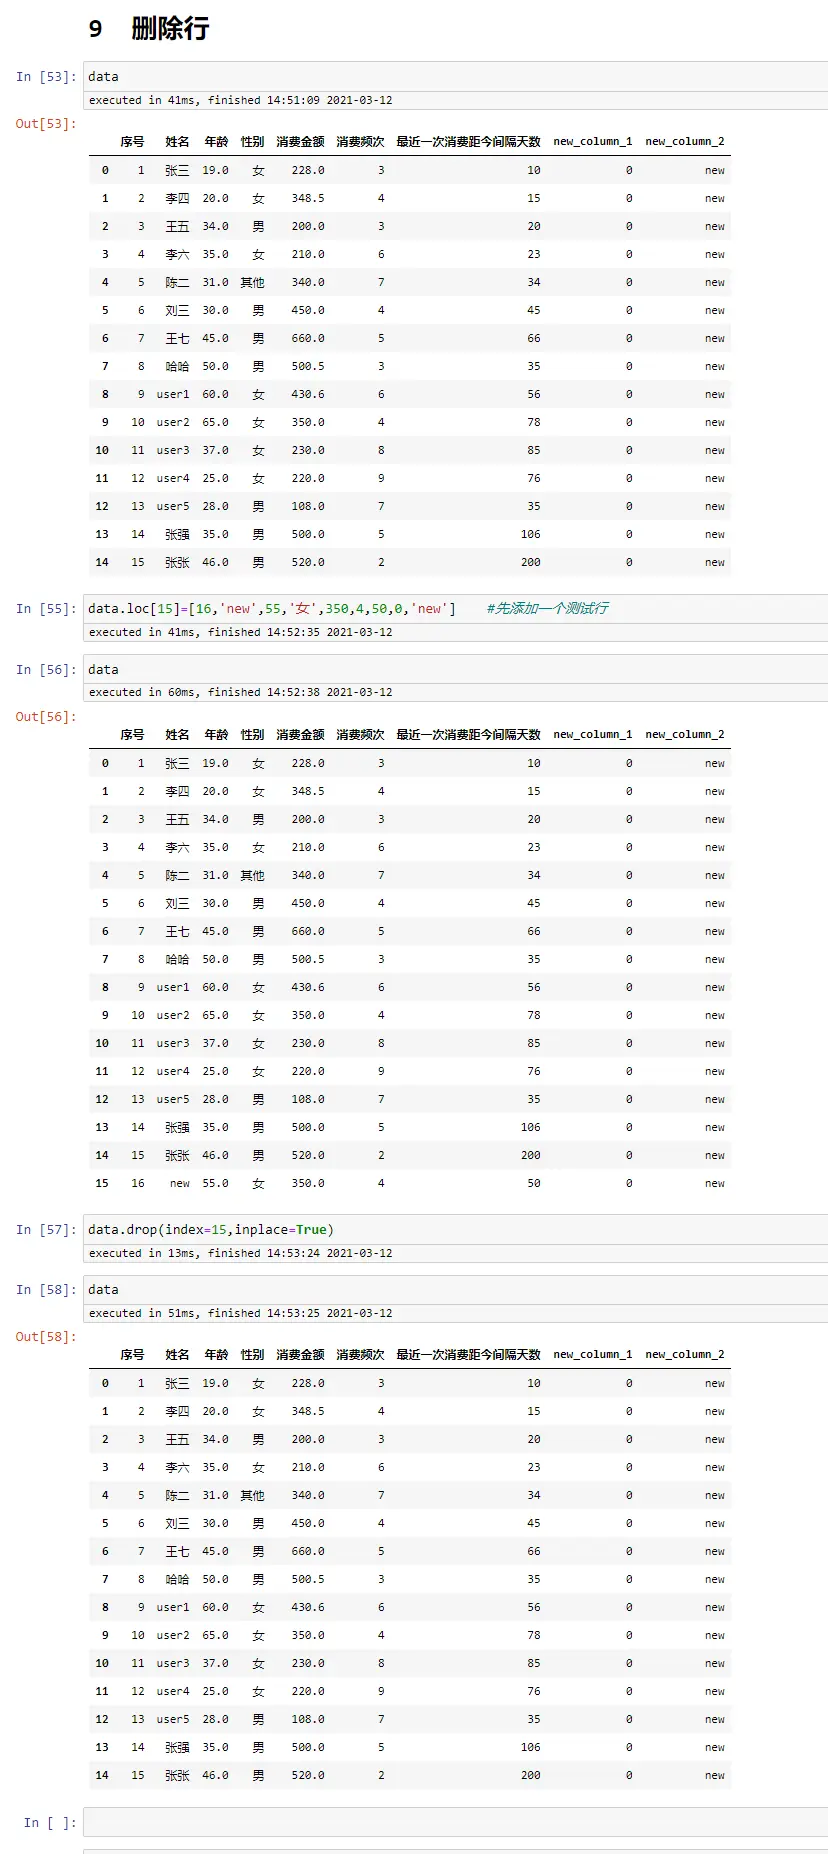 9 删除行
In [53]: data
executed in 41ms, finished 14:51:09 2021-03-12
Out[53]:
序号 姓名 年龄 性别 消费金额 消费频次 最近一次消费距今间隔天数 new_column_1 new_column_2
0 1 张三 19.0 女 228.0 3 10 0 new
1 2 李四 20.0 女 348.5 4 15 0 new
2 3 王五 34.0 男 200.0 3 20 0 new
3 4 李六 35.0 女 210.0 6 23 0 new
4 5 陈二 31.0 其他 340.0 7 34 0 new
5 6 刘三 30.0 男 450.0 4 45 0 new
6 7 王七 45.0 男 660.0 5 66 0 new
7 8 哈哈 50.0 男 500.5 3 35 0 new
8 9 user1 60.0 女 430.6 6 56 0 new
9 10 user2 65.0 女 350.0 4 78 0 new
10 11 user3 37.0 女 230.0 8 85 0 new
11 12 user4 25.0 女 220.0 9 76 0 new
12 13 user5 28.0 男 108.0 7 35 0 new
13 14 张强 35.0 男 500.0 5 106 0 new
14 15 张张 46.0 男 520.0 2 200 0 new
In [55]: data.loc[15]=[16,'new',55,'女',350,4,50,0,'new'] #先添加一个测试行
executed in 41ms, finished 14:52:35 2021-03-12
In [56]: data
executed in 60ms, finished 14:52:38 2021-03-12
Out[56]:
序号 姓名 年龄 性别 消费金额 消费频次 最近一次消费距今间隔天数 new_column_1 new_column_2
0 1 张三 19.0 女 228.0 3 10 0 new
1 2 李四 20.0 女 348.5 4 15 0 new
2 3 王五 34.0 男 200.0 3 20 0 new
3 4 李六 35.0 女 210.0 6 23 0 new
4 5 陈二 31.0 其他 340.0 7 34 0 new
5 6 刘三 30.0 男 450.0 4 45 0 new
6 7 王七 45.0 男 660.0 5 66 0 new
7 8 哈哈 50.0 男 500.5 3 35 0 new
8 9 user1 60.0 女 430.6 6 56 0 new
9 10 user2 65.0 女 350.0 4 78 0 new
10 11 user3 37.0 女 230.0 8 85 0 new
11 12 user4 25.0 女 220.0 9 76 0 new
12 13 user5 28.0 男 108.0 7 35 0 new
13 14 张强 35.0 男 500.0 5 106 0 new
14 15 张张 46.0 男 520.0 2 200 0 new
15 16 new 55.0 女 350.0 4 50 0 new
In [57]: data.drop(index=15,inplace=True)
executed in 13ms, finished 14:53:24 2021-03-12
In [58]: data
executed in 51ms, finished 14:53:25 2021-03-12
Out[58]:
序号 姓名 年龄 性别 消费金额 消费频次 最近一次消费距今间隔天数 new_column_1 new_column_2
0 1 张三 19.0 女 228.0 3 10 0 new
1 2 李四 20.0 女 348.5 4 15 0 new
2 3 王五 34.0 男 200.0 3 20 0 new
3 4 李六 35.0 女 210.0 6 23 0 new
4 5 陈二 31.0 其他 340.0 7 34 0 new
5 6 刘三 30.0 男 450.0 4 45 0 new
6 7 王七 45.0 男 660.0 5 66 0 new
7 8 哈哈 50.0 男 500.5 3 35 0 new
8 9 user1 60.0 女 430.6 6 56 0 new
9 10 user2 65.0 女 350.0 4 78 0 new
10 11 user3 37.0 女 230.0 8 85 0 new
11 12 user4 25.0 女 220.0 9 76 0 new
12 13 user5 28.0 男 108.0 7 35 0 new
13 14 张强 35.0 男 500.0 5 106 0 new
14 15 张张 46.0 男 520.0 2 200 0 new
In [ ]: